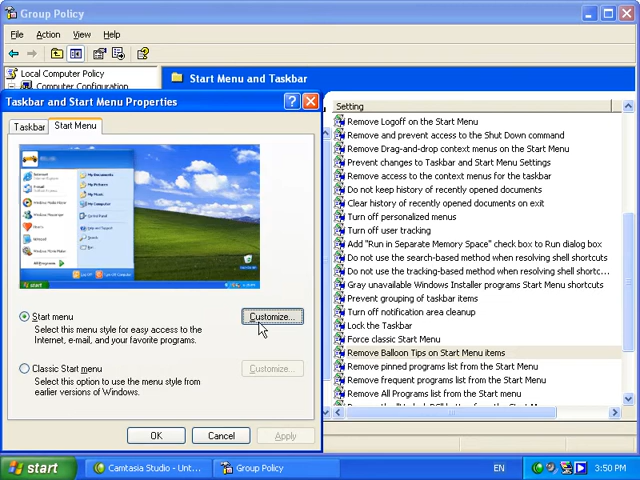 Group Policy
File Action View Help
Local Computer Policy
Computer Configuration
Start Menu and Taskbar
Taskbar and Start Menu Properties
Taskbar Start Menu
Start menu
Customize...
Select this menu style for easy access to the
Internet, e-mail, and your favorite programs.
Classic Start menu
Customize...
Select this option to use the menu style from
earlier versions of Windows.
OK Cancel Apply
Setting
Remove Logoff on the Start Menu
Remove and prevent access to the Shut Down command
Remove Drag-and-drop context menus on the Start Menu
Prevent changes to Taskbar and Start Menu Settings
Remove access to the context menus for the taskbar
Do not keep history of recently opened documents
Clear history of recently opened documents on exit
Turn off personalized menus
Turn off user tracking
Add "Run in Separate Memory Space" check box to Run dialog box
Do not use the search-based method when resolving shell shortcuts
Do not use the tracking-based method when resolving shell shortc...
Gray unavailable Windows Installer programs Start Menu shortcuts
Prevent grouping of taskbar items
Turn off notification area cleanup
Lock the Taskbar
Force classic Start Menu
Remove Balloon Tips on Start Menu items
Remove pinned programs list from the Start Menu
Remove frequent programs list from the Start Menu
Remove All Programs list from the Start Menu
start
Camtasia Studio - Unt...
Group Policy
EN
3:50 PM